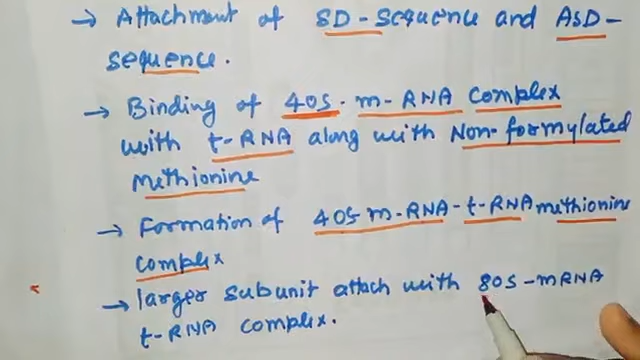 → Attachment of SD-Sequence and ASD-
sequence.
→ Binding of 40S-m-RNA complex
with t-RNA along with Non-formylated
Methionine
→ Formation of 40S m-RNA-t-RNA methionine
complex
→ larger subunit attach with 80S-mRNA
t-RNA complex.